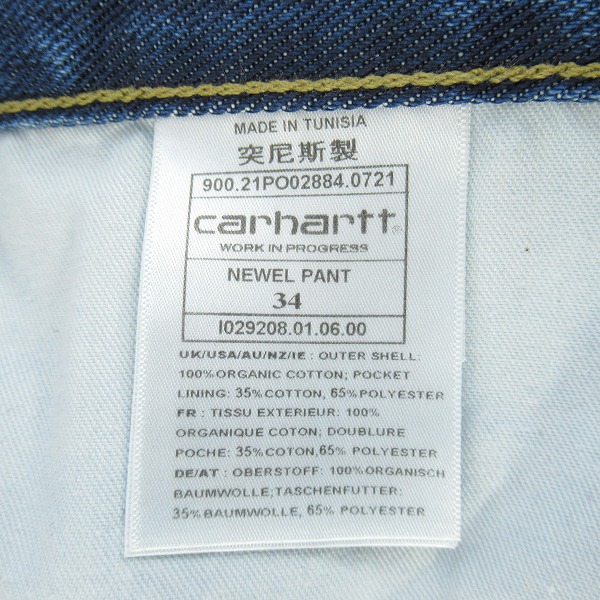 MADE IN TUNISIA
突尼斯製
900.21PO02884.0721
carhartt
WORK IN PROGRESS
NEWEL PANT
34
I029208.01.06.00
UK/USA/AU/NZ/IE : OUTER SHELL:
100% ORGANIC COTTON; POCKET
LINING: 35% COTTON, 65% POLYESTER
FR : TISSU EXTERIEUR: 100%
ORGANIQUE COTON; DOUBLURE
POCHE: 35% COTON,65% POLYESTER
DE/AT : OBERSTOFF: 100% ORGANISCH
BAUMWOLLE;TASCHENFUTTER:
35% BAUMWOLLE, 65% POLYESTER